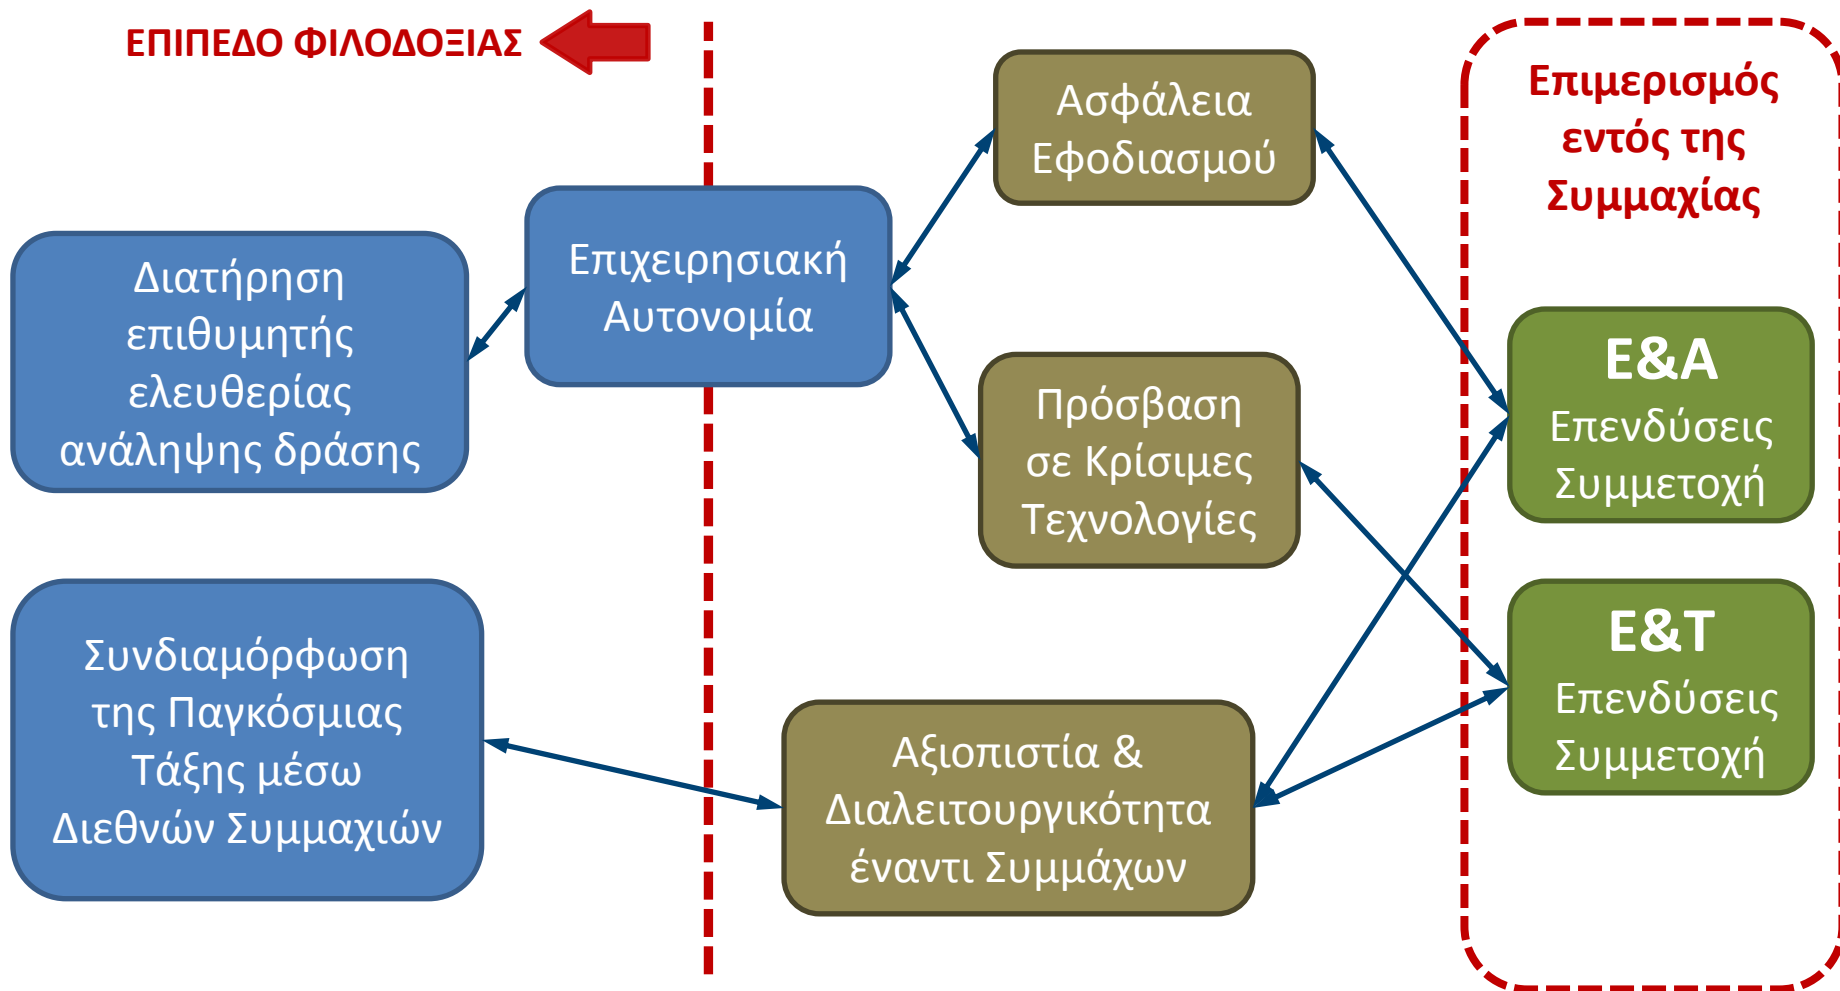 ΕΠΙΠΕΔΟ ΦΙΛΟΔΟΞΙΑΣ
Διατήρηση
επιθυμητής
ελευθερίας
ανάληψης δράσης
Συνδιαμόρφωση
της Παγκόσμιας
Τάξης μέσω
Διεθνών Συμμαχιών
Επιχειρησιακή
Αυτονομία
Ασφάλεια
Εφοδιασμού
Πρόσβαση
σε Κρίσιμες
Τεχνολογίες
Αξιοπιστία &
Διαλειτουργικότητα
έναντι Συμμάχων
Επιμερισμός
εντός της
Συμμαχίας
Ε&Α
Επενδύσεις
Συμμετοχή
Ε&Τ
Επενδύσεις
Συμμετοχή